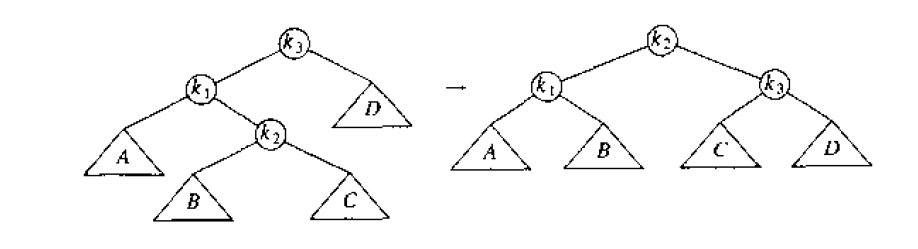 k3 k2
k1 → k1 k3
D
k2
A A B C D
B C